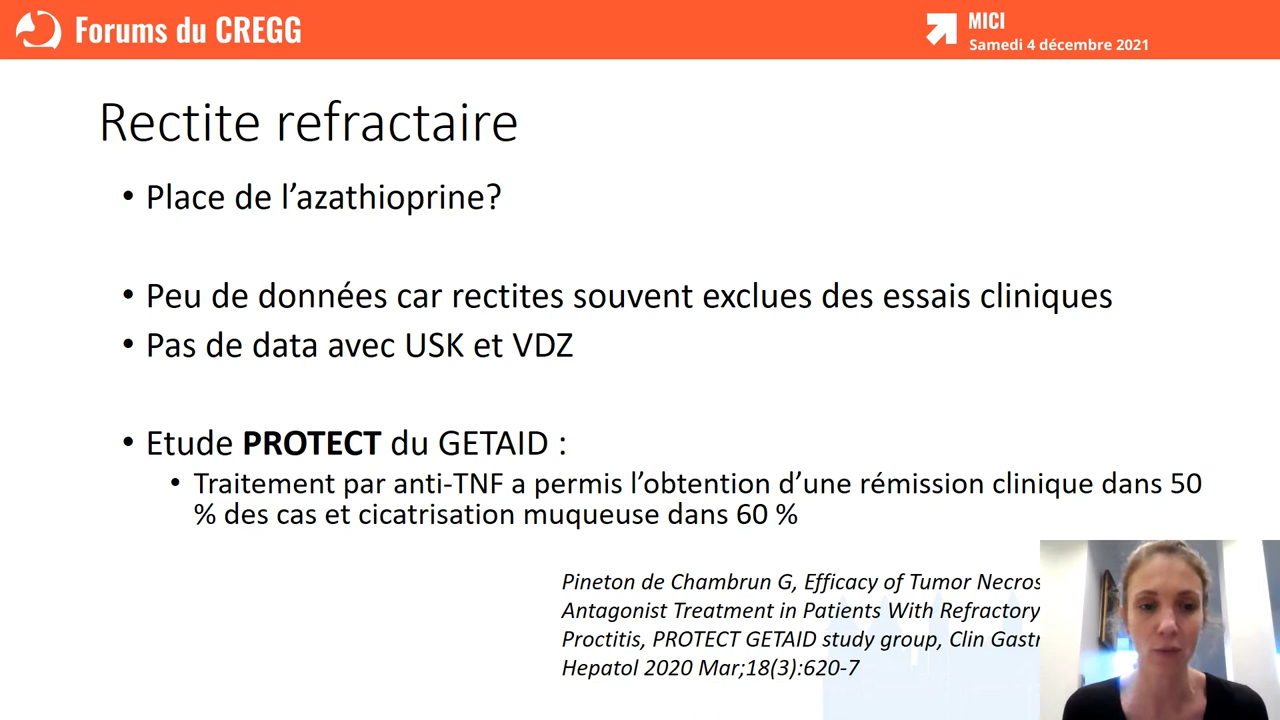 Forums du CREGG
MICI
Samedi 4 décembre 2021
Rectite refractaire
• Place de l’azathioprine?
• Peu de données car rectites souvent exclues des essais cliniques
• Pas de data avec USK et VDZ
• Etude PROTECT du GETAID :
• Traitement par anti-TNF a permis l’obtention d’une rémission clinique dans 50
% des cas et cicatrisation muqueuse dans 60 %
Pineton de Chambrun G, Efficacy of Tumor
Antagonist Treatment in Patients With Refractory
Proctitis, PROTECT GETAID study group, Clin
Hepatol 2020 Mar;18(3):620-7